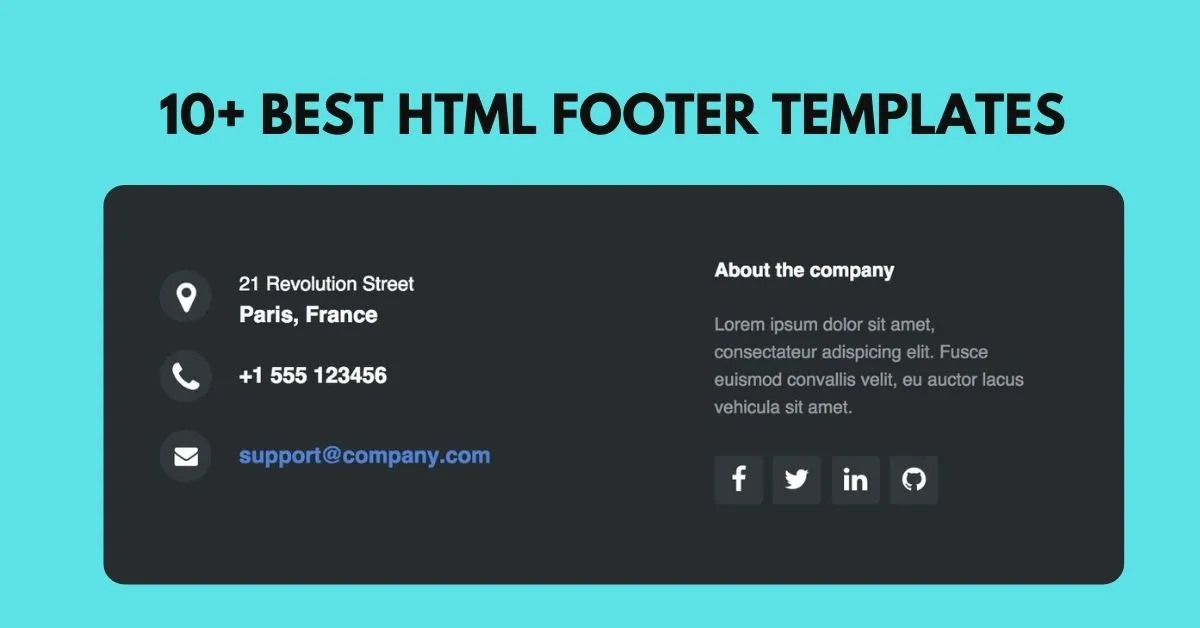 10+ BEST HTML FOOTER TEMPLATES
21 Revolution Street
Paris, France
+1 555 123456
support@company.com
About the company
Lorem ipsum dolor sit amet,
consectateur adispicing elit. Fusce
euismod convallis velit, eu auctor lacus
vehicula sit amet.